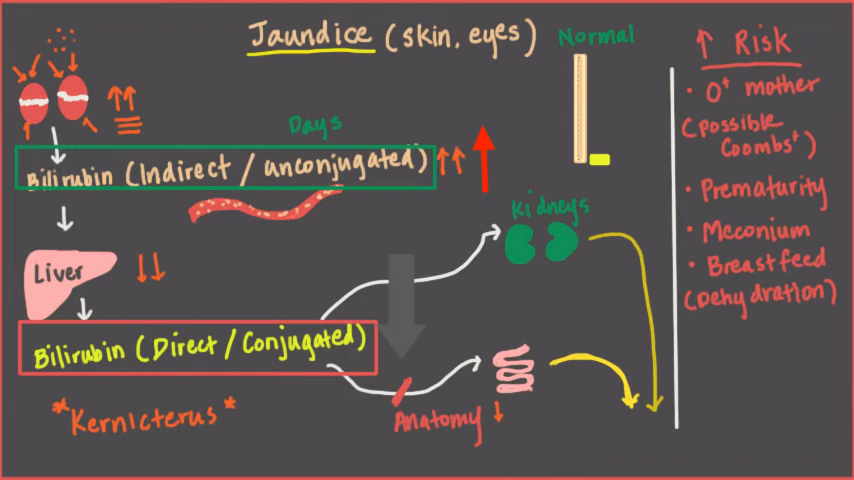 Jaundice (skin, eyes)
Normal
Days
Bilirubin (Indirect / unconjugated)
Kidneys
Liver
Bilirubin (Direct / Conjugated)
*Kernicterus*
Anatomy
↑ Risk
• O+ mother
(possible
Coombs+)
• Prematurity
• Meconium
• Breastfeed
(Dehydration)